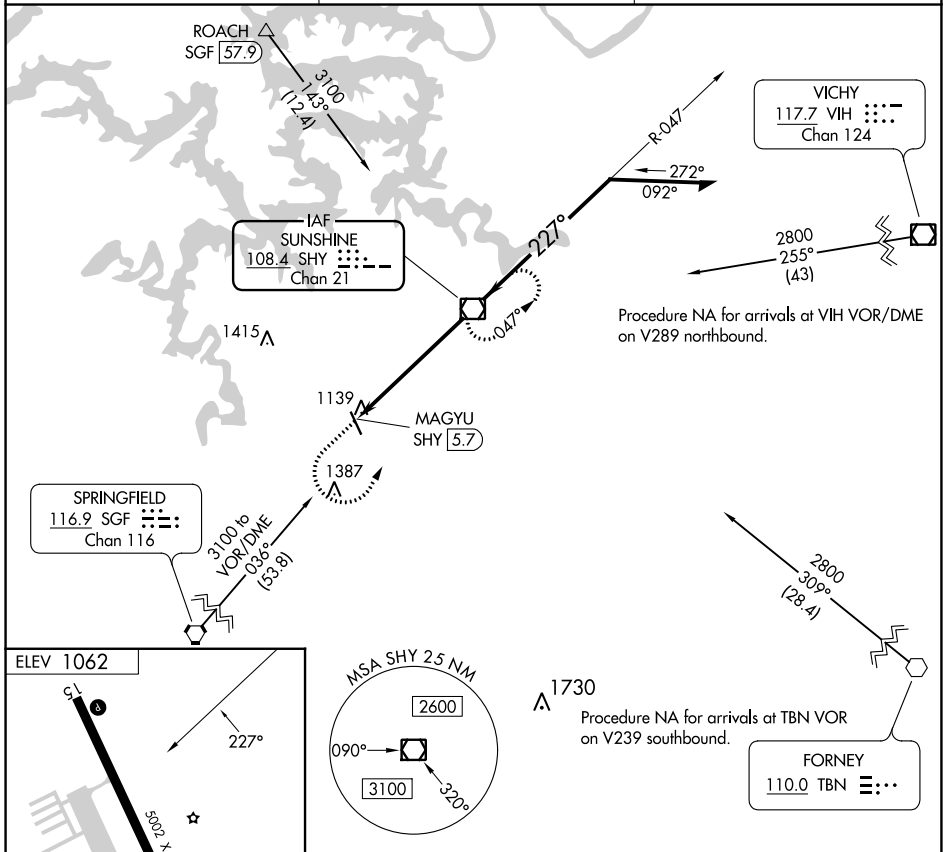 ROACH
SGF 57.9
3100
143°
(12.4)
R-047
VICHY
117.7 VIH
Chan 124
272°
092°
IAF
SUNSHINE
108.4 SHY
Chan 21
227°
2800
255°
(43)
047°
Procedure NA for arrivals at VIH VOR/DME
on V289 northbound.
1415
1139
MAGYU
SHY 5.7
1387
SPRINGFIELD
116.9 SGF
Chan 116
3100 to
VOR/DME
036°
(53.8)
2800
309°
(28.4)
ELEV 1062
15
P
227°
5002 X
MSA SHY 25 NM
2600
090°
3100
320°
1730
Procedure NA for arrivals at TBN VOR
on V239 southbound.
FORNEY
110.0 TBN